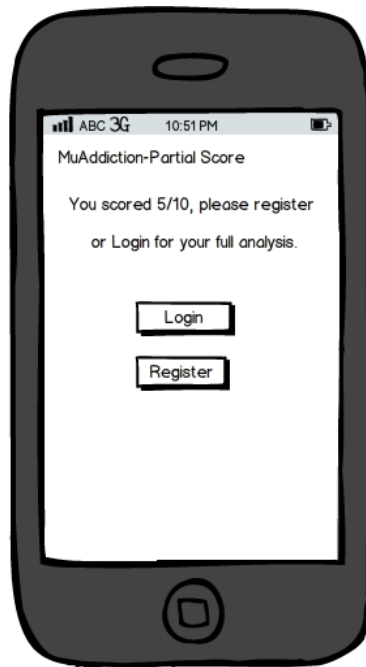 ABC 3G 10:51 PM
MuAddiction-Partial Score
You scored 5/10, please register
or Login for your full analysis.
Login
Register